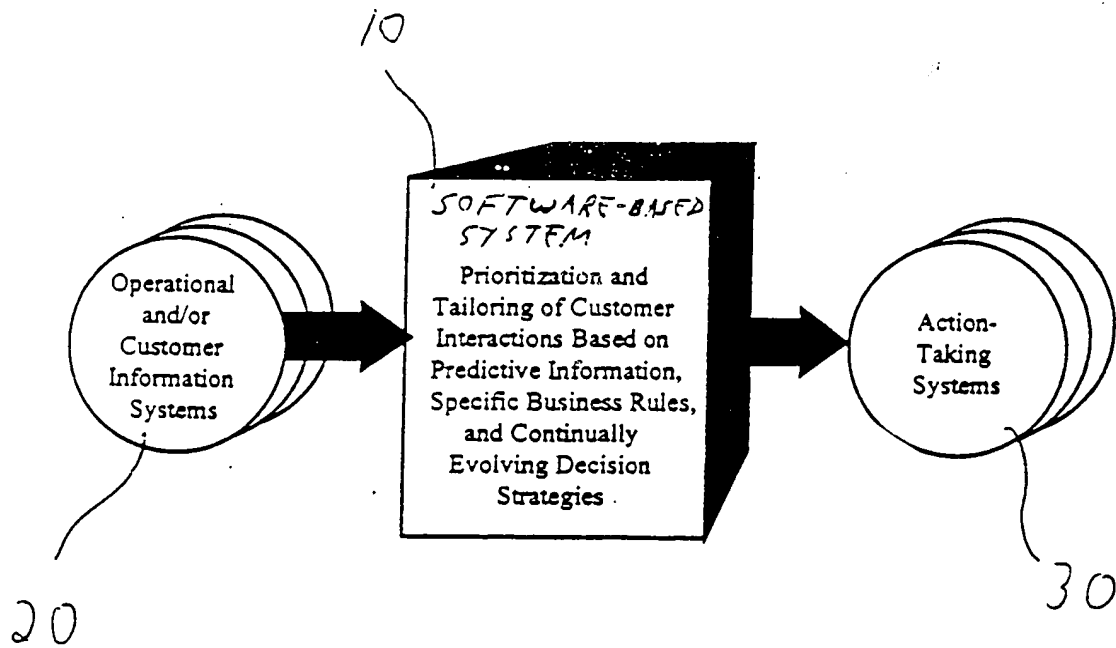 10
SOFTWARE-BASED
SYSTEM
Prioritization and
Tailoring of Customer
Interactions Based on
Predictive Information,
Specific Business Rules,
and Continually
Evolving Decision
Strategies
Operational
and/or
Customer
Information
Systems
Action-
Taking
Systems
20
30